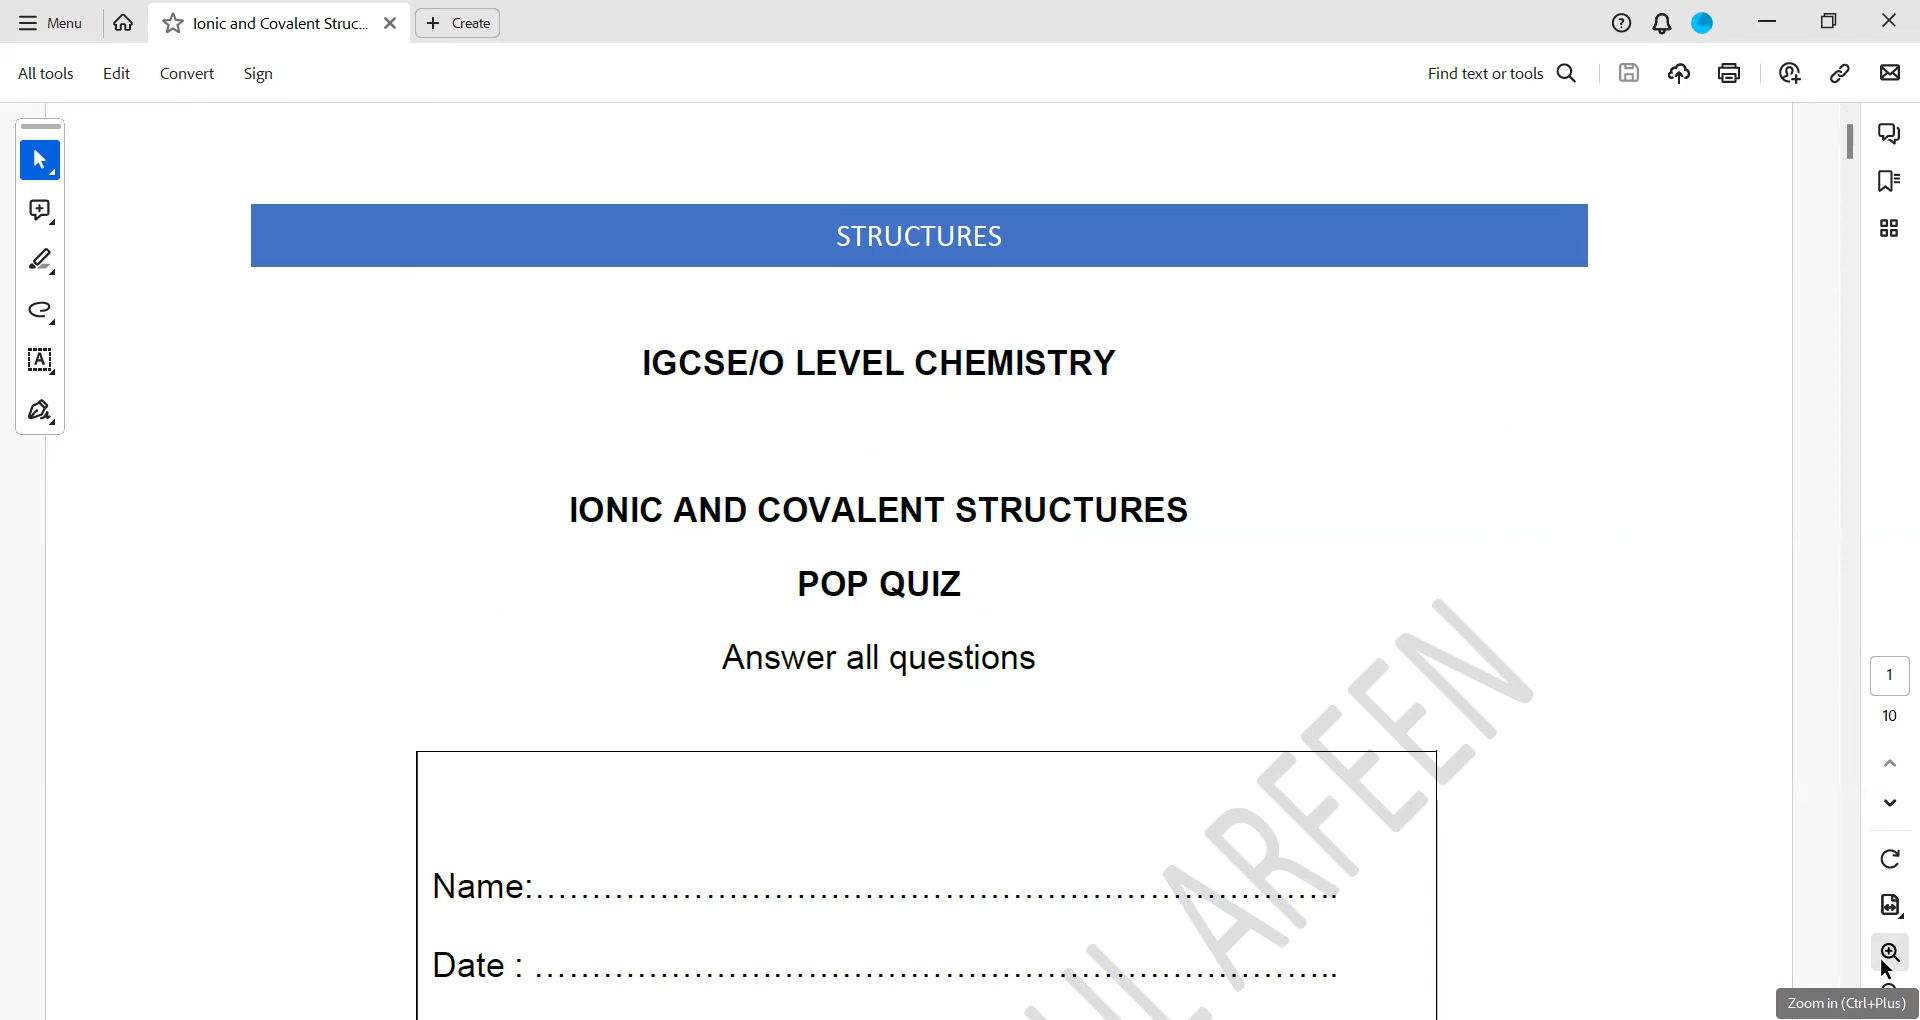 Menu
Ionic and Covalent Struc...
Create
All tools
Edit
Convert
Sign
Find text or tools
STRUCTURES
IGCSE/O LEVEL CHEMISTRY
IONIC AND COVALENT STRUCTURES
POP QUIZ
Answer all questions
Name:……………………………………………………………………..
Date : ……………………………………………………………..
1
10
Zoom in (Ctrl+Plus)
UL ARFEEN